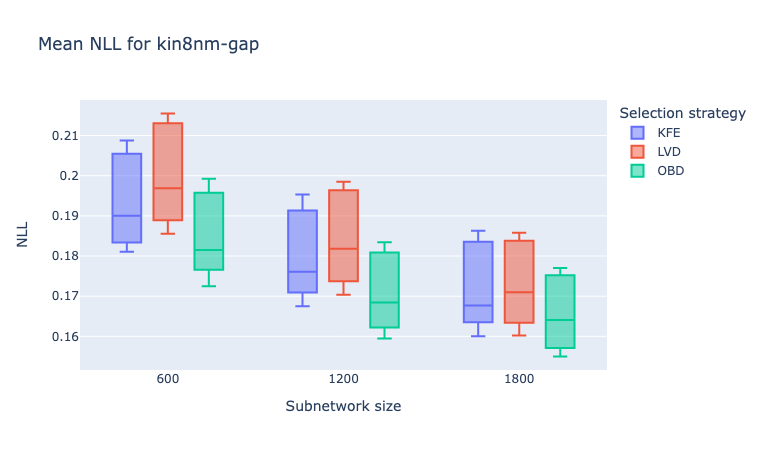 Mean NLL for kin8nm-gap
Selection strategy
KFE
LVD
OBD
NLL
0.21
0.2
0.19
0.18
0.17
0.16
600
1200
1800
Subnetwork size